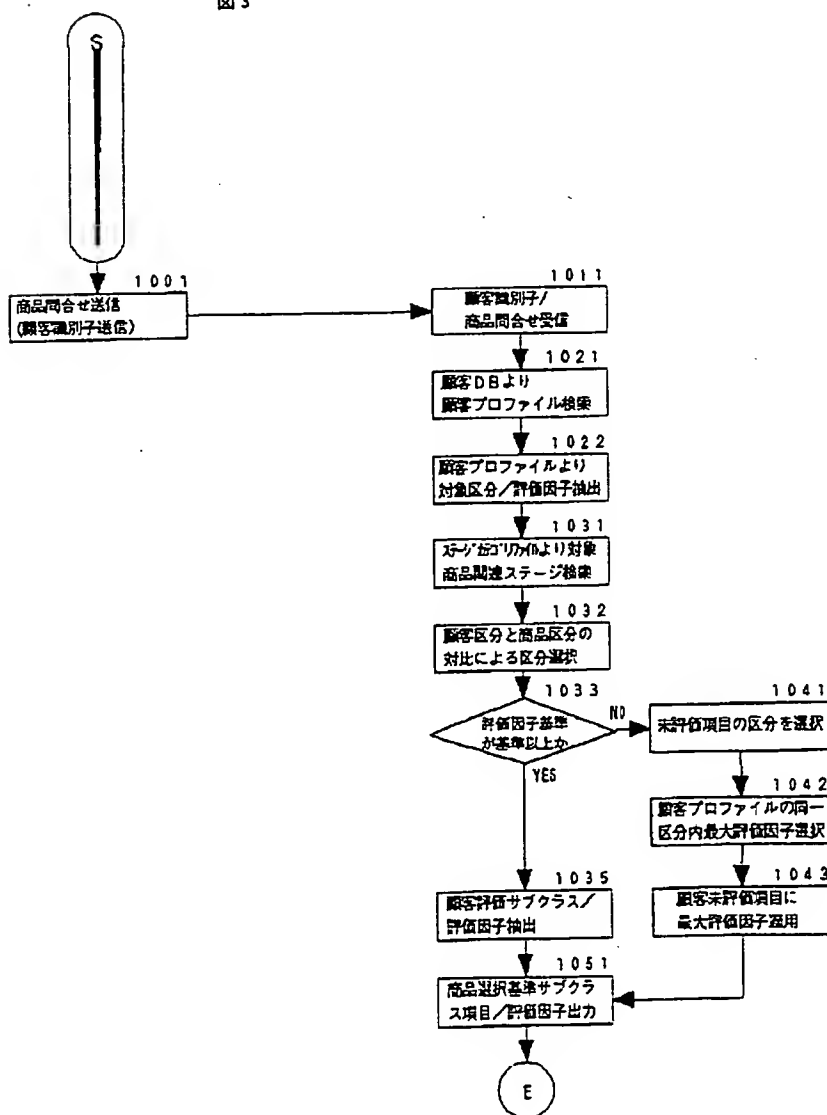 図3
S
1001
商品問合せ送信
(顧客識別子送信)
1011
顧客識別子/
商品問合せ受信
1021
顧客DBより
顧客プロファイル検索
1022
顧客プロファイルより
対象区分/評価因子抽出
1031
ステージカテゴリファイルより対象
商品関連ステージ検索
1032
顧客区分と商品区分の
対比による区分選択
1033
評価因子基準
が基準以上か
NO
YES
1041
未評価項目の区分を選択
1042
顧客プロファイルの同一
区分内最大評価因子選択
1043
顧客未評価項目に
最大評価因子適用
1035
顧客評価サブクラス/
評価因子抽出
1051
商品選択基準サブクラ
ス項目/評価因子出力
E